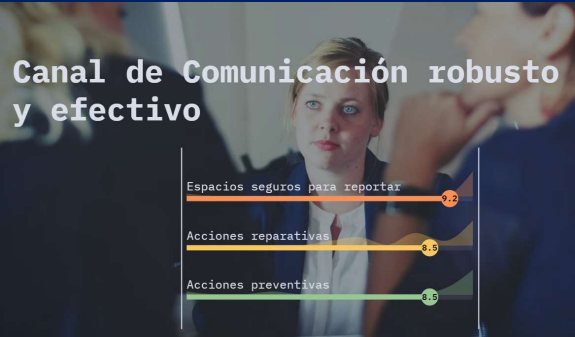 Canal de Comunicación robusto
y efectivo
Espacios seguros para reportar
9.2
Acciones reparativas
8.5
Acciones preventivas
8.5